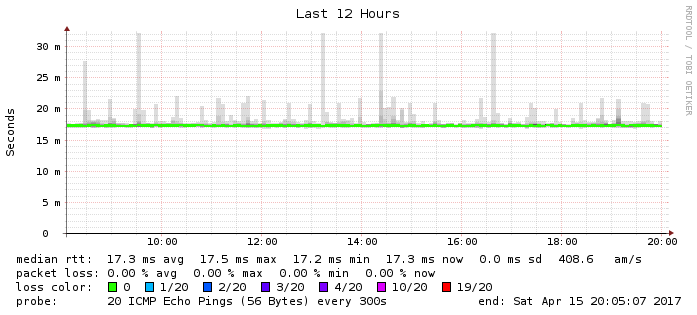 Last 12 Hours
RRDTOOL / TOBI OETIKER
Seconds
30 m
25 m
20 m
15 m
10 m
5 m
0
10:00 12:00 14:00 16:00 18:00 20:00
median rtt: 17.3 ms avg 17.5 ms max 17.2 ms min 17.3 ms now 0.0 ms sd 408.6 am/s
packet loss: 0.00 % avg 0.00 % max 0.00 % min 0.00 % now
loss color: 0 1/20 2/20 3/20 4/20 10/20 19/20
probe: 20 ICMP Echo Pings (56 Bytes) every 300s end: Sat Apr 15 20:05:07 2017